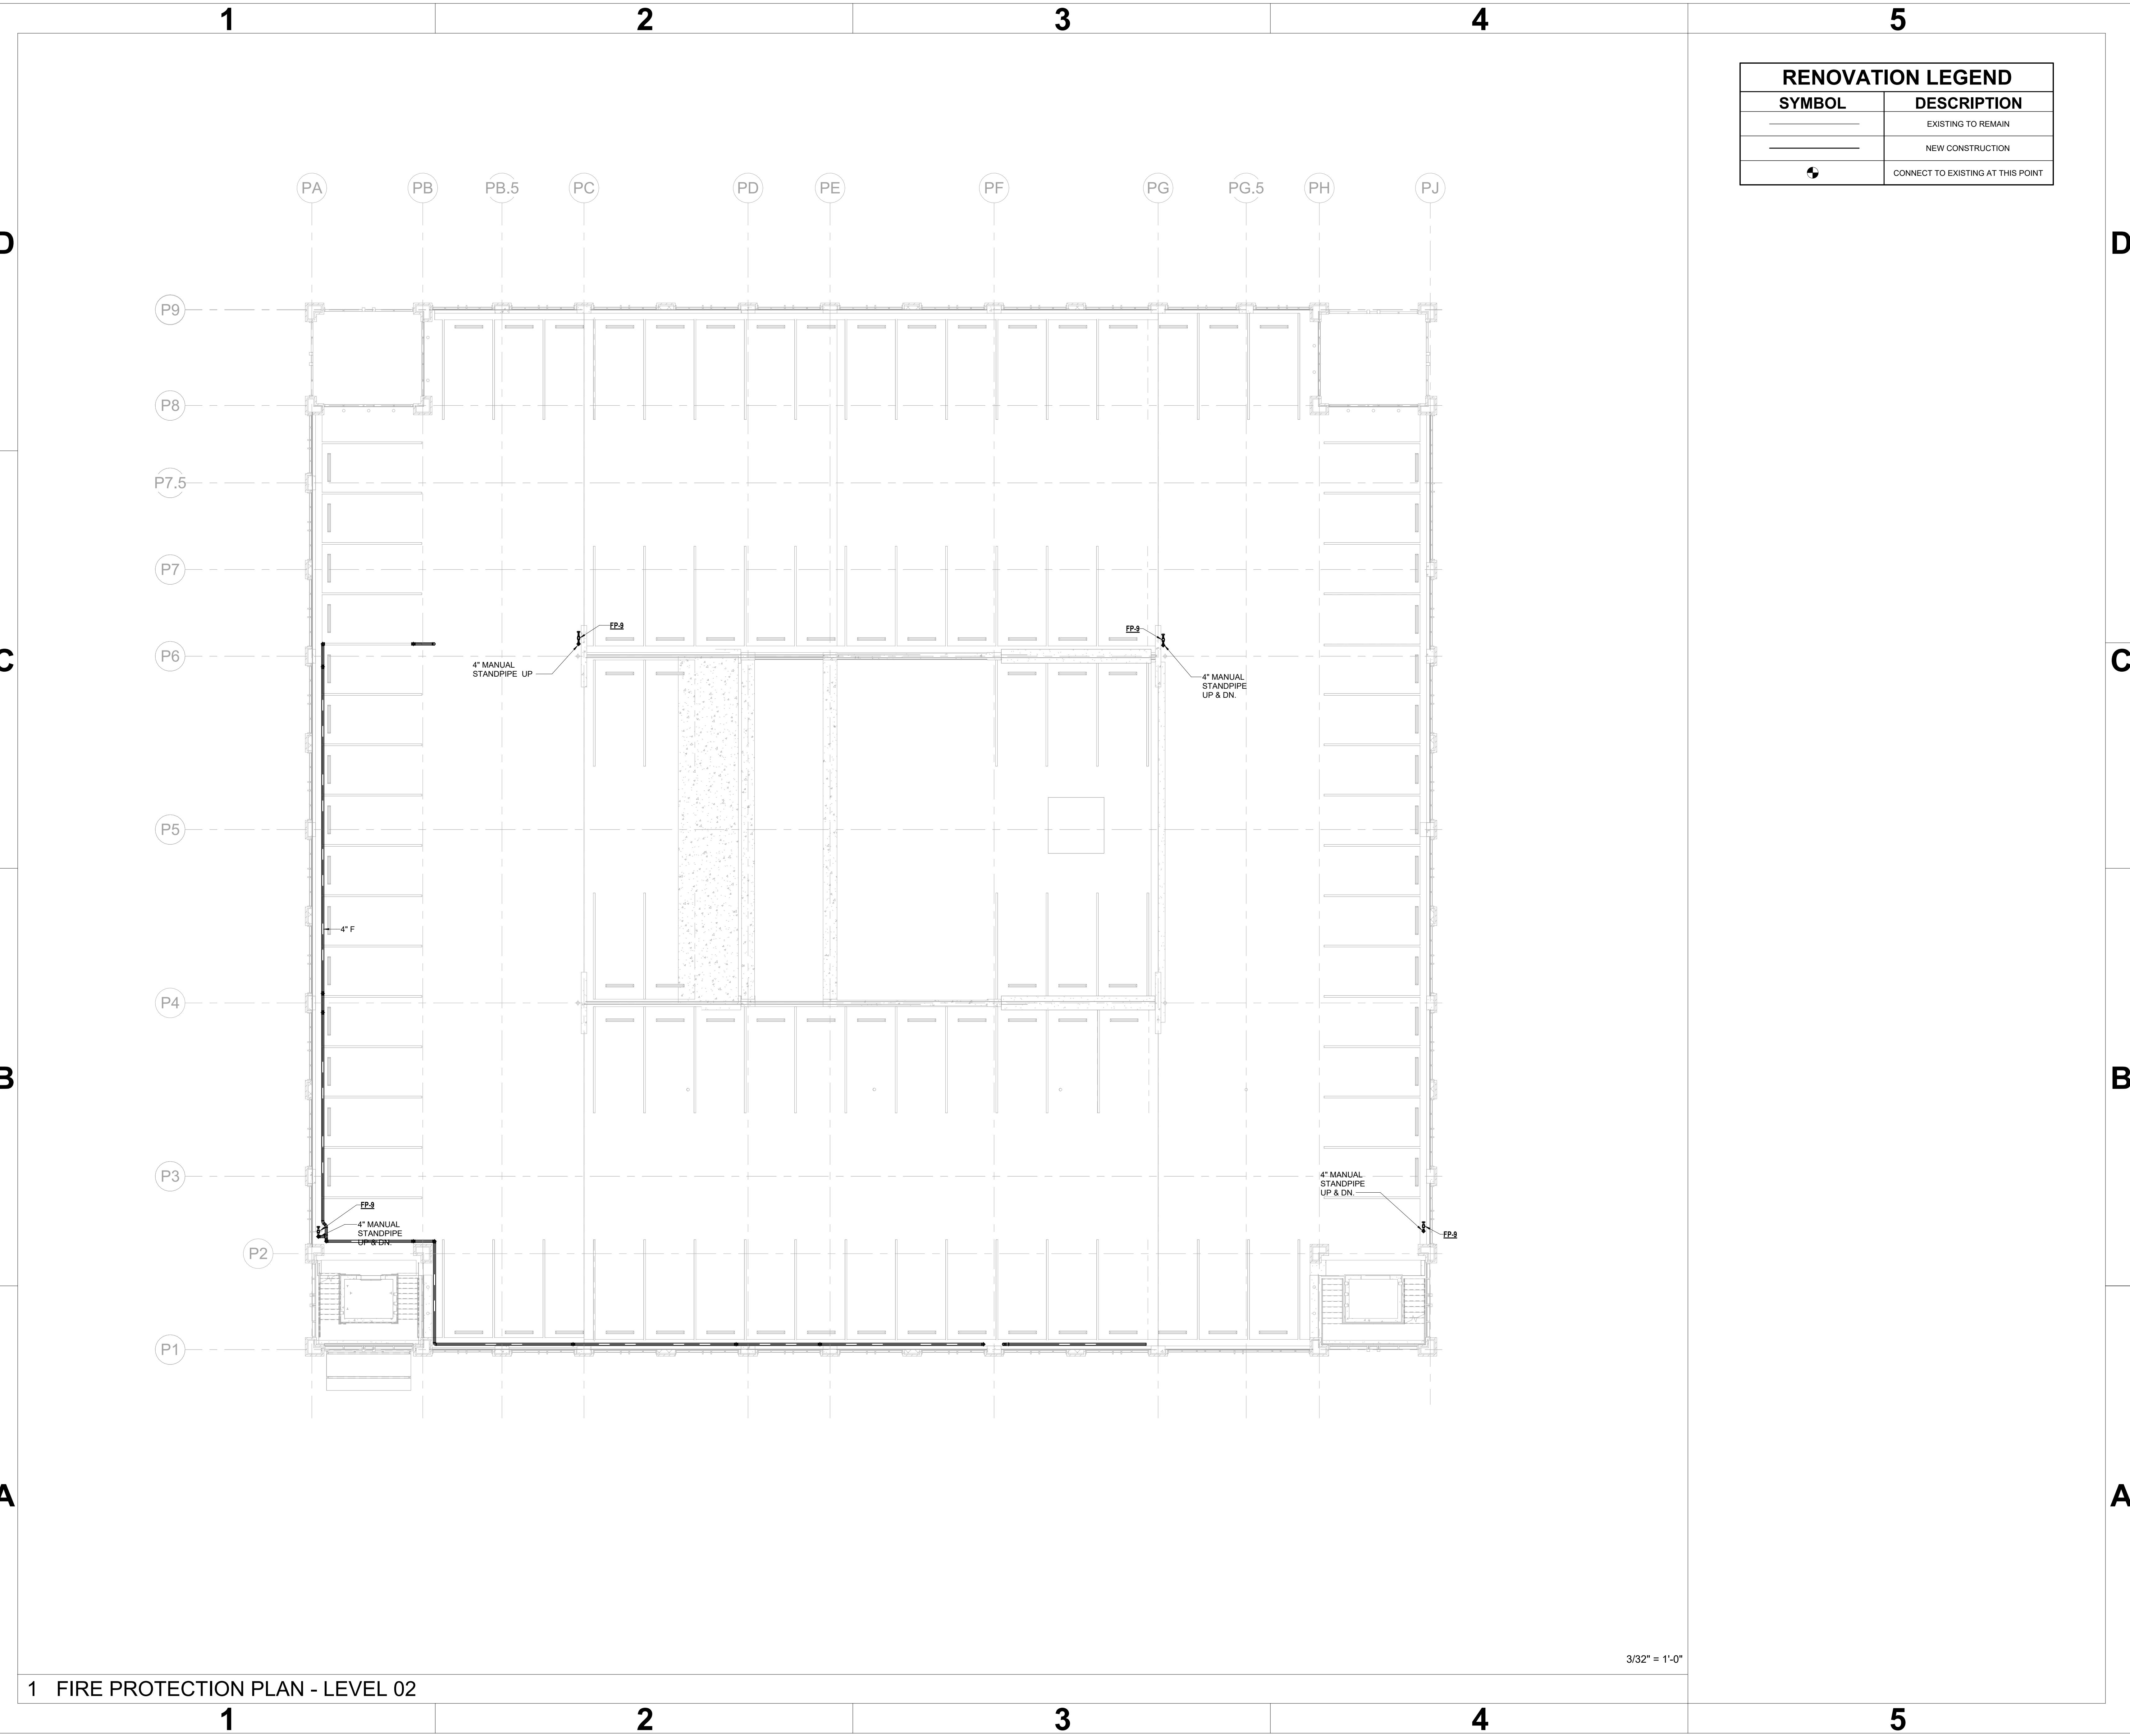 1 2 3 4 5
RENOVATION LEGEND
SYMBOL DESCRIPTION
EXISTING TO REMAIN
NEW CONSTRUCTION
CONNECT TO EXISTING AT THIS POINT
PA PB PB.5 PC PD PE PF PG PG.5 PH PJ
D D
P9
P8
P7.5
P7
FP-9
FP-9
P6
C C
4" MANUAL
STANDPIPE UP
4" MANUAL
STANDPIPE
UP & DN.
P5
4" F
P4
B B
P3
4" MANUAL
STANDPIPE
UP & DN.
FP-9
4" MANUAL
STANDPIPE
UP & DN.
FP-9
P2
P1
A A
3/32" = 1'-0"
1 FIRE PROTECTION PLAN - LEVEL 02
1 2 3 4 5